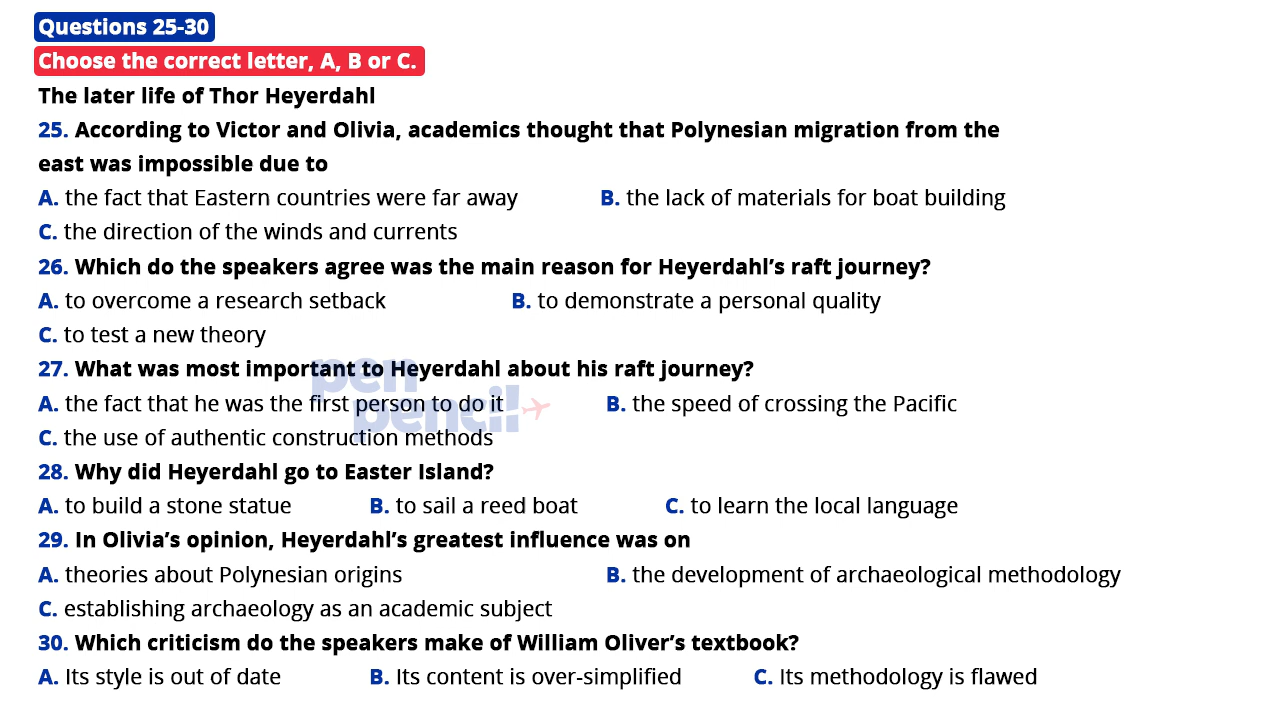 Questions 25-30
Choose the correct letter, A, B or C.
The later life of Thor Heyerdahl
25. According to Victor and Olivia, academics thought that Polynesian migration from the
east was impossible due to
A. the fact that Eastern countries were far away B. the lack of materials for boat building
C. the direction of the winds and currents
26. Which do the speakers agree was the main reason for Heyerdahl’s raft journey?
A. to overcome a research setback B. to demonstrate a personal quality
C. to test a new theory
27. What was most important to Heyerdahl about his raft journey?
A. the fact that he was the first person to do it B. the speed of crossing the Pacific
C. the use of authentic construction methods
28. Why did Heyerdahl go to Easter Island?
A. to build a stone statue B. to sail a reed boat C. to learn the local language
29. In Olivia’s opinion, Heyerdahl’s greatest influence was on
A. theories about Polynesian origins B. the development of archaeological methodology
C. establishing archaeology as an academic subject
30. Which criticism do the speakers make of William Oliver’s textbook?
A. Its style is out of date B. Its content is over-simplified C. Its methodology is flawed
pen
pencil